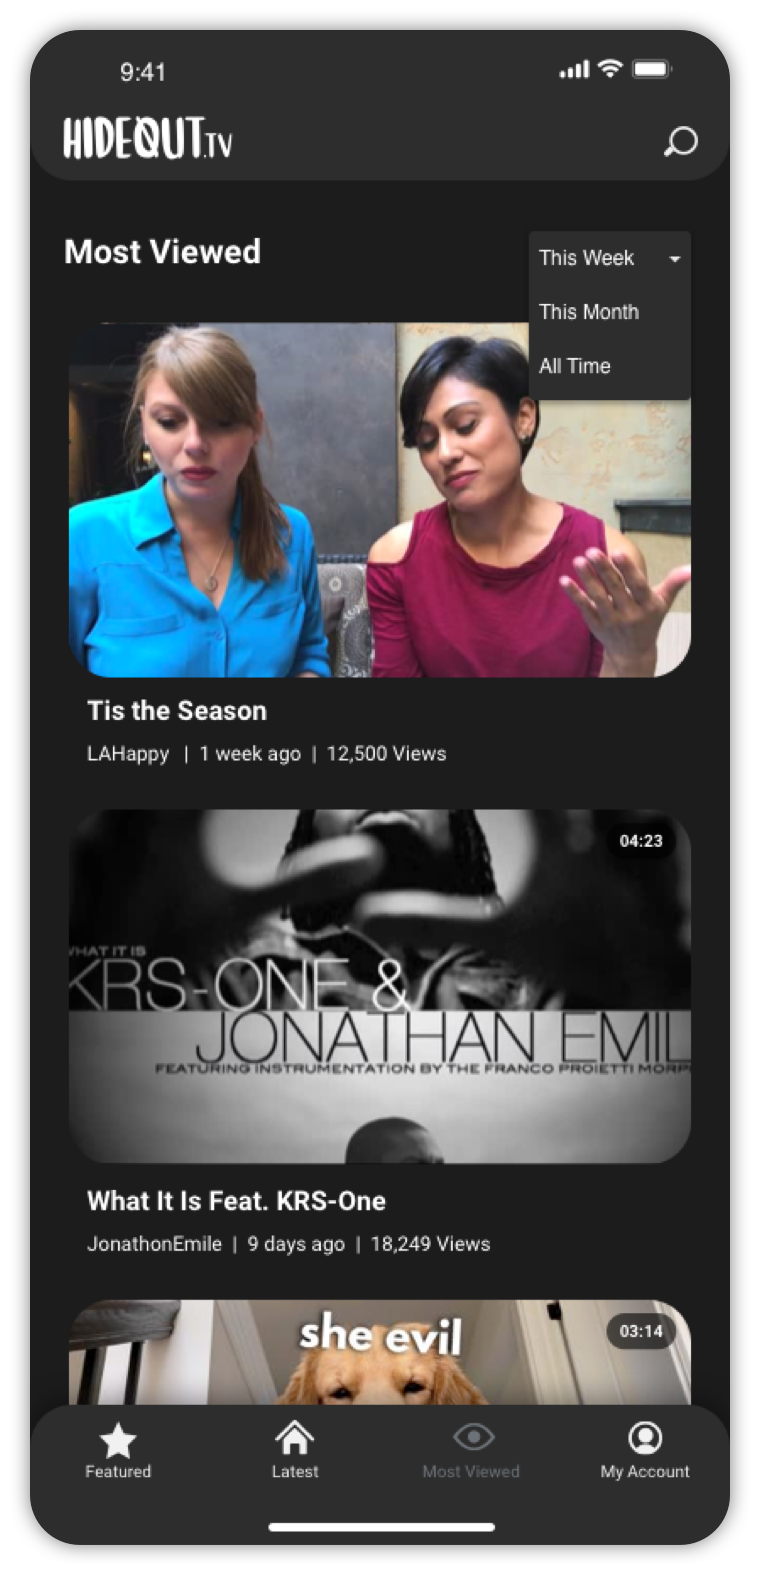 9:41
HIDEOUT.TV
Most Viewed
This Week
This Month
All Time
Tis the Season
LAHappy | 1 week ago | 12,500 Views
04:23
WHAT IT IS
KRS-ONE &
JONATHAN EMIL
FEATURING INSTRUMENTATION BY THE FRANCO PROIETTI MORP
What It Is Feat. KRS-One
JonathonEmile | 9 days ago | 18,249 Views
she evil
03:14
Featured
Latest
Most Viewed
My Account